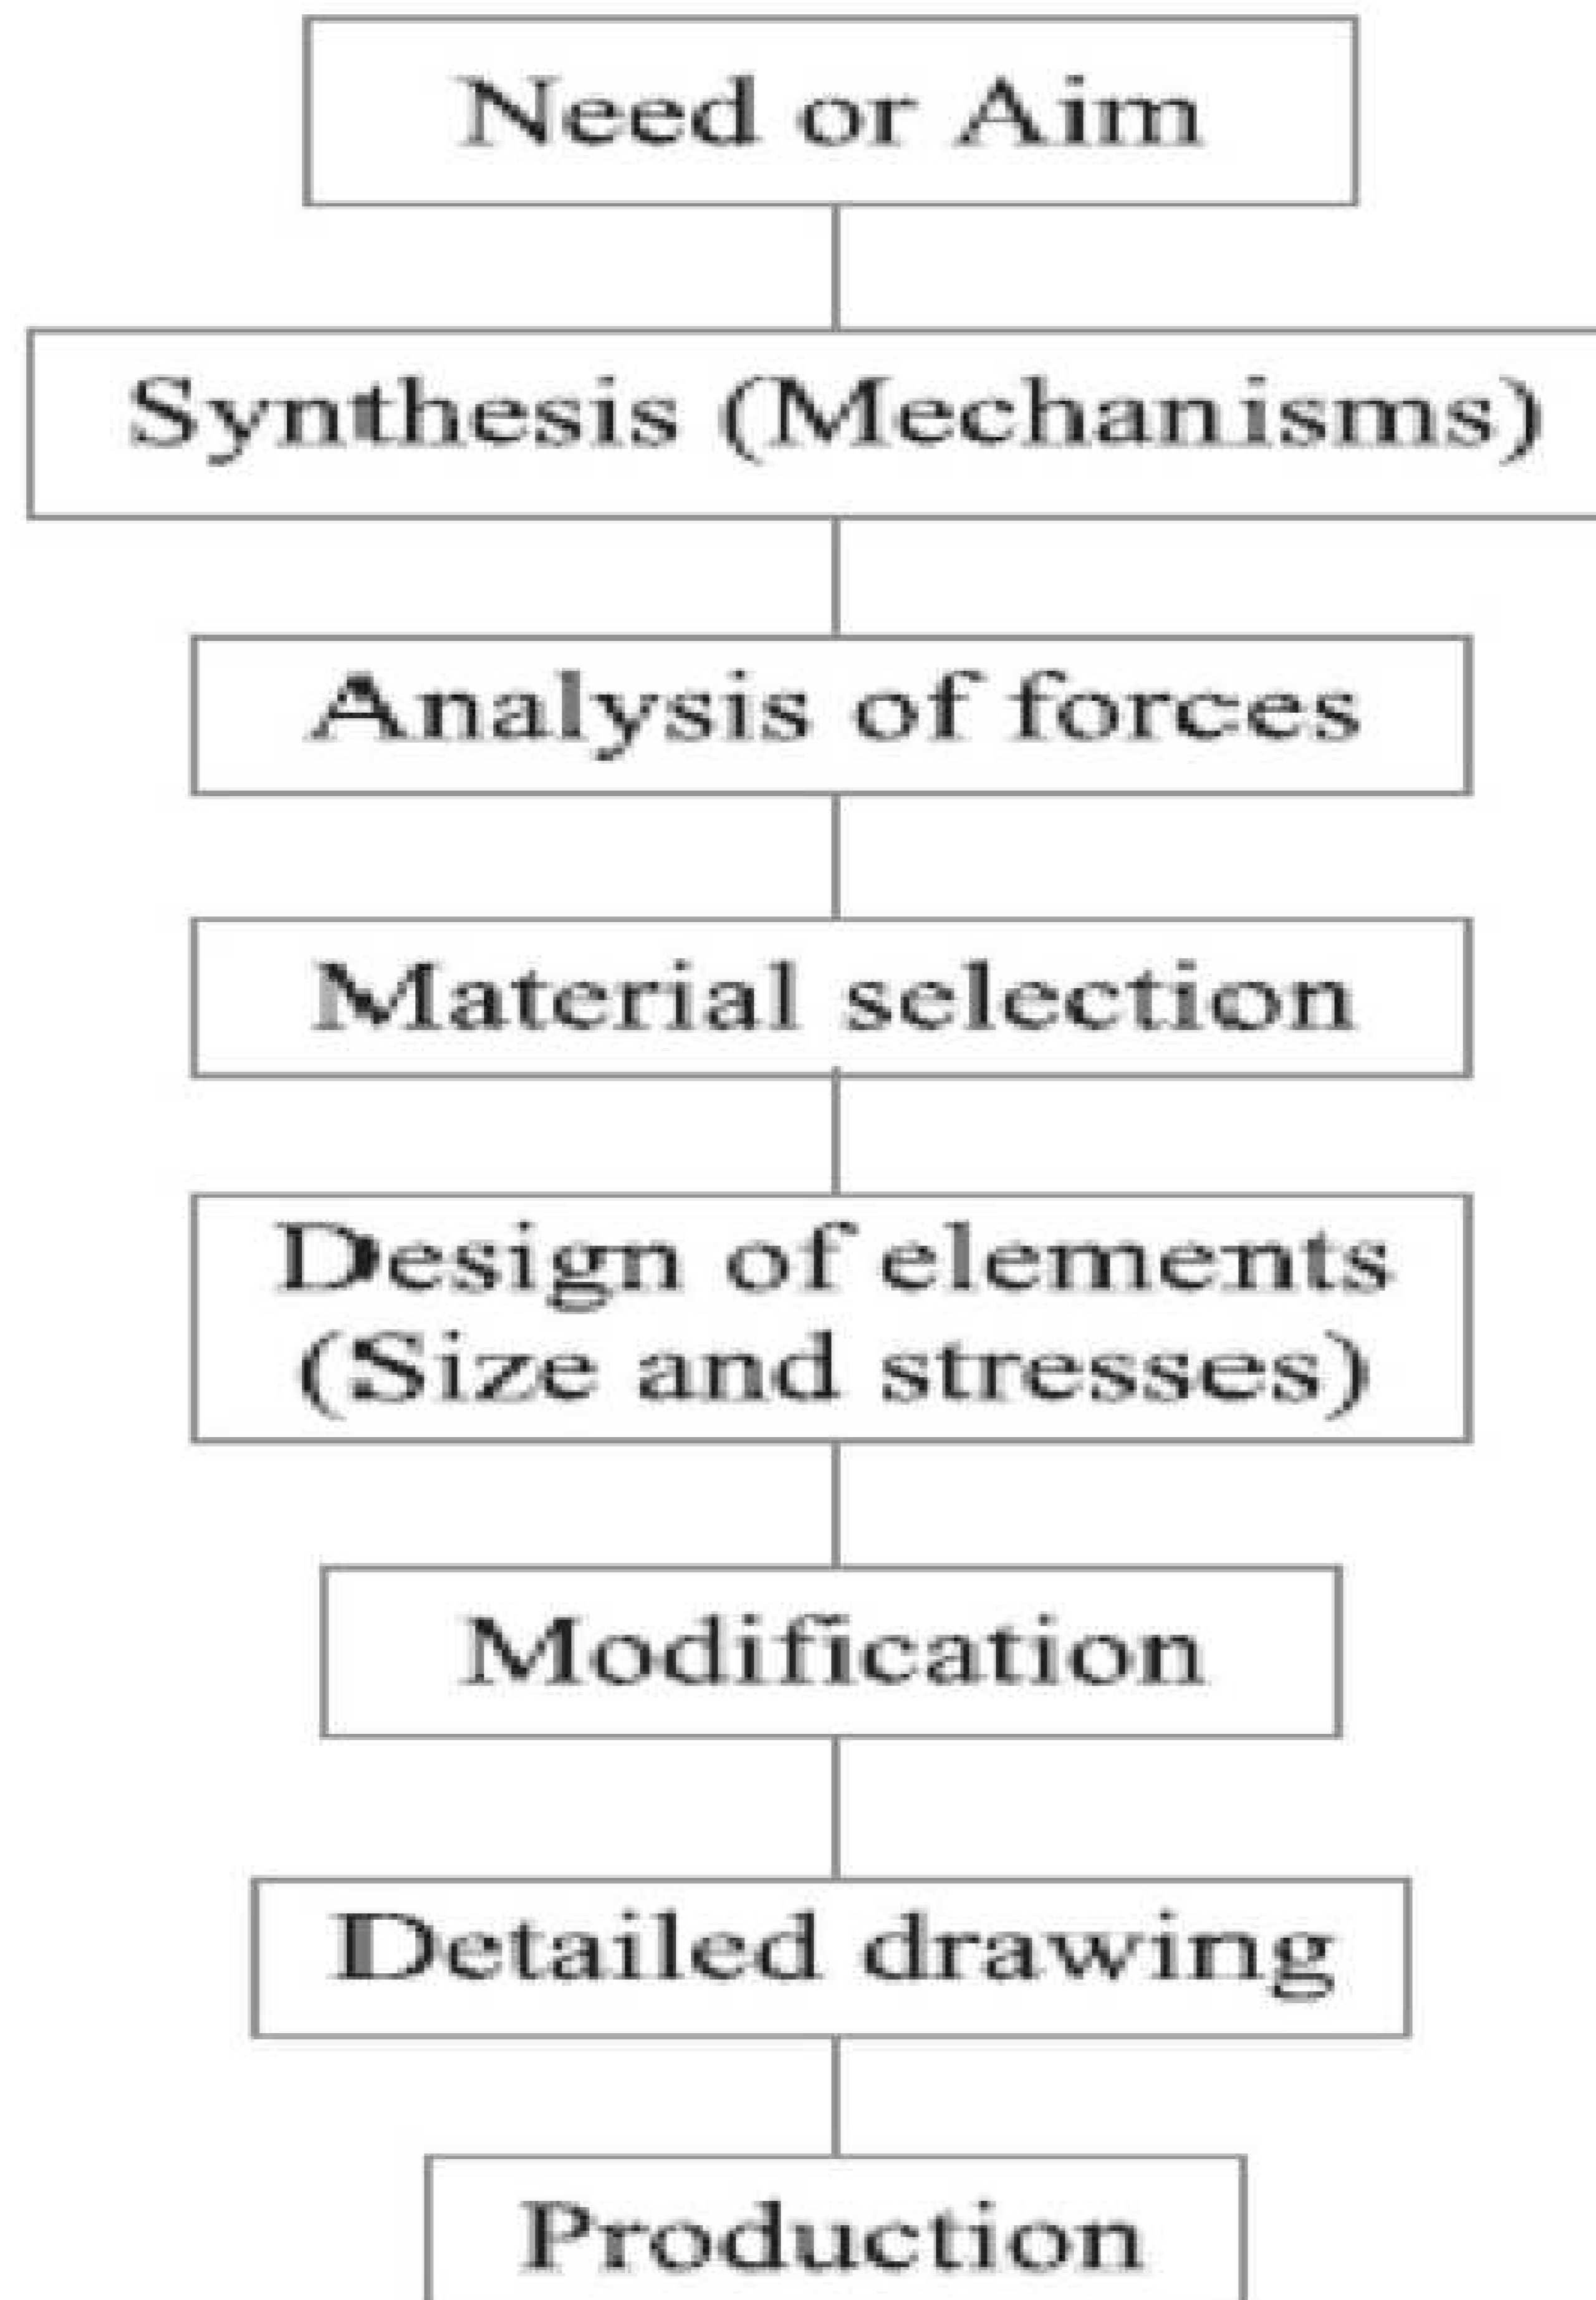 Need or Aim
Synthesis (Mechanisms)
Analysis of forces
Material selection
Design of elements
(Size and stresses)
Modification
Detailed drawing
Production